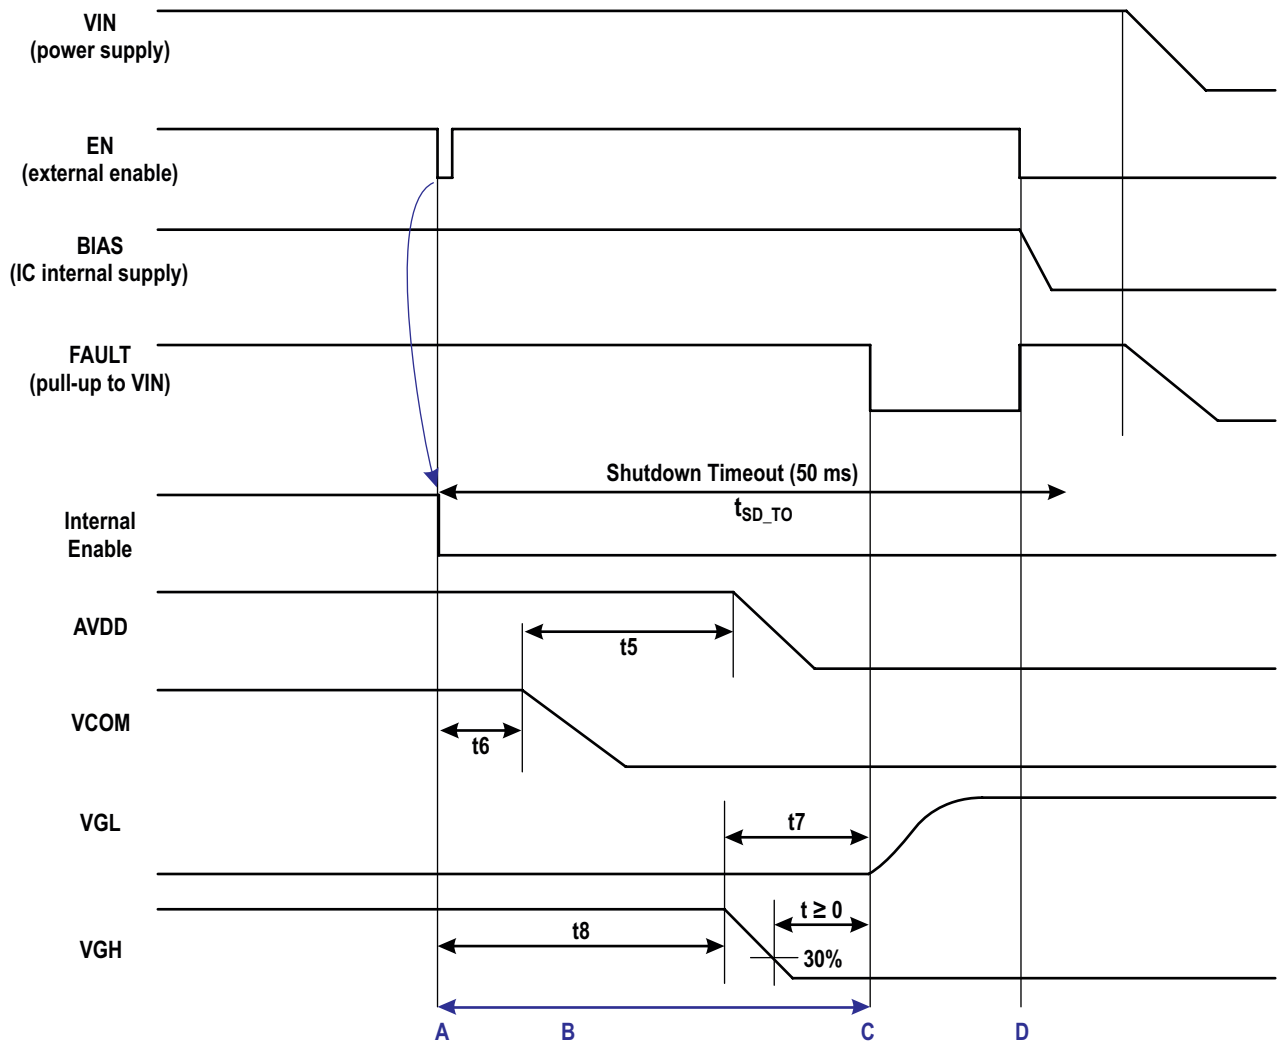 VIN
(power supply)
EN
(external enable)
BIAS
(IC internal supply)
FAULT
(pull-up to VIN)
Shutdown Timeout (50 ms)
tSD_TO
Internal
Enable
AVDD
t5
VCOM
t6
VGL
t7
t ≥ 0
t8
VGH
30%
A
B
C
D